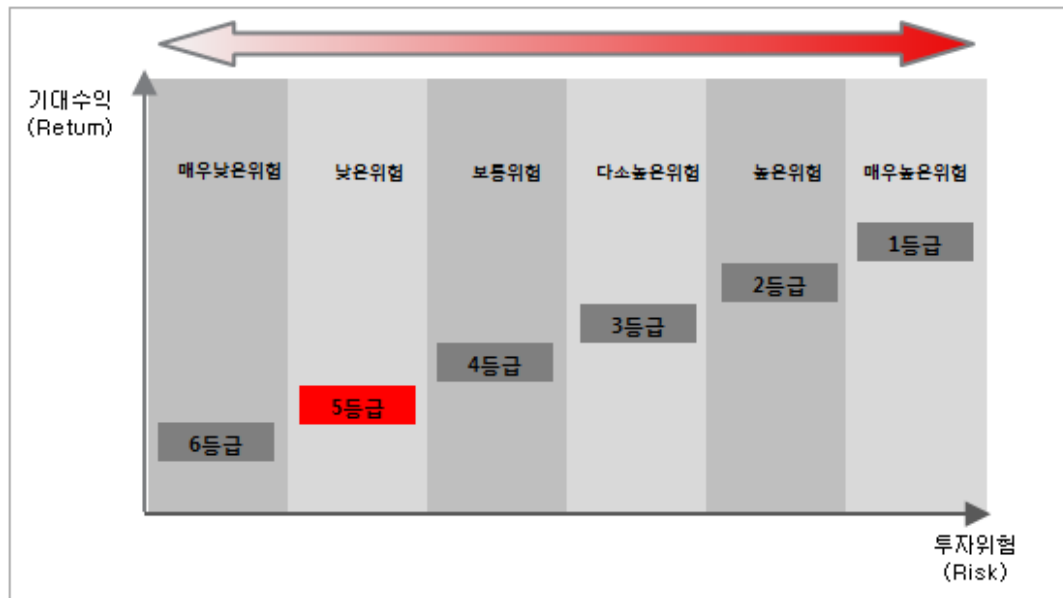 기대수익
(Return)
매우낮은위험 낮은위험 보통위험 다소높은위험 높은위험 매우높은위험
1등급
2등급
3등급
4등급
5등급
6등급
투자위험
(Risk)